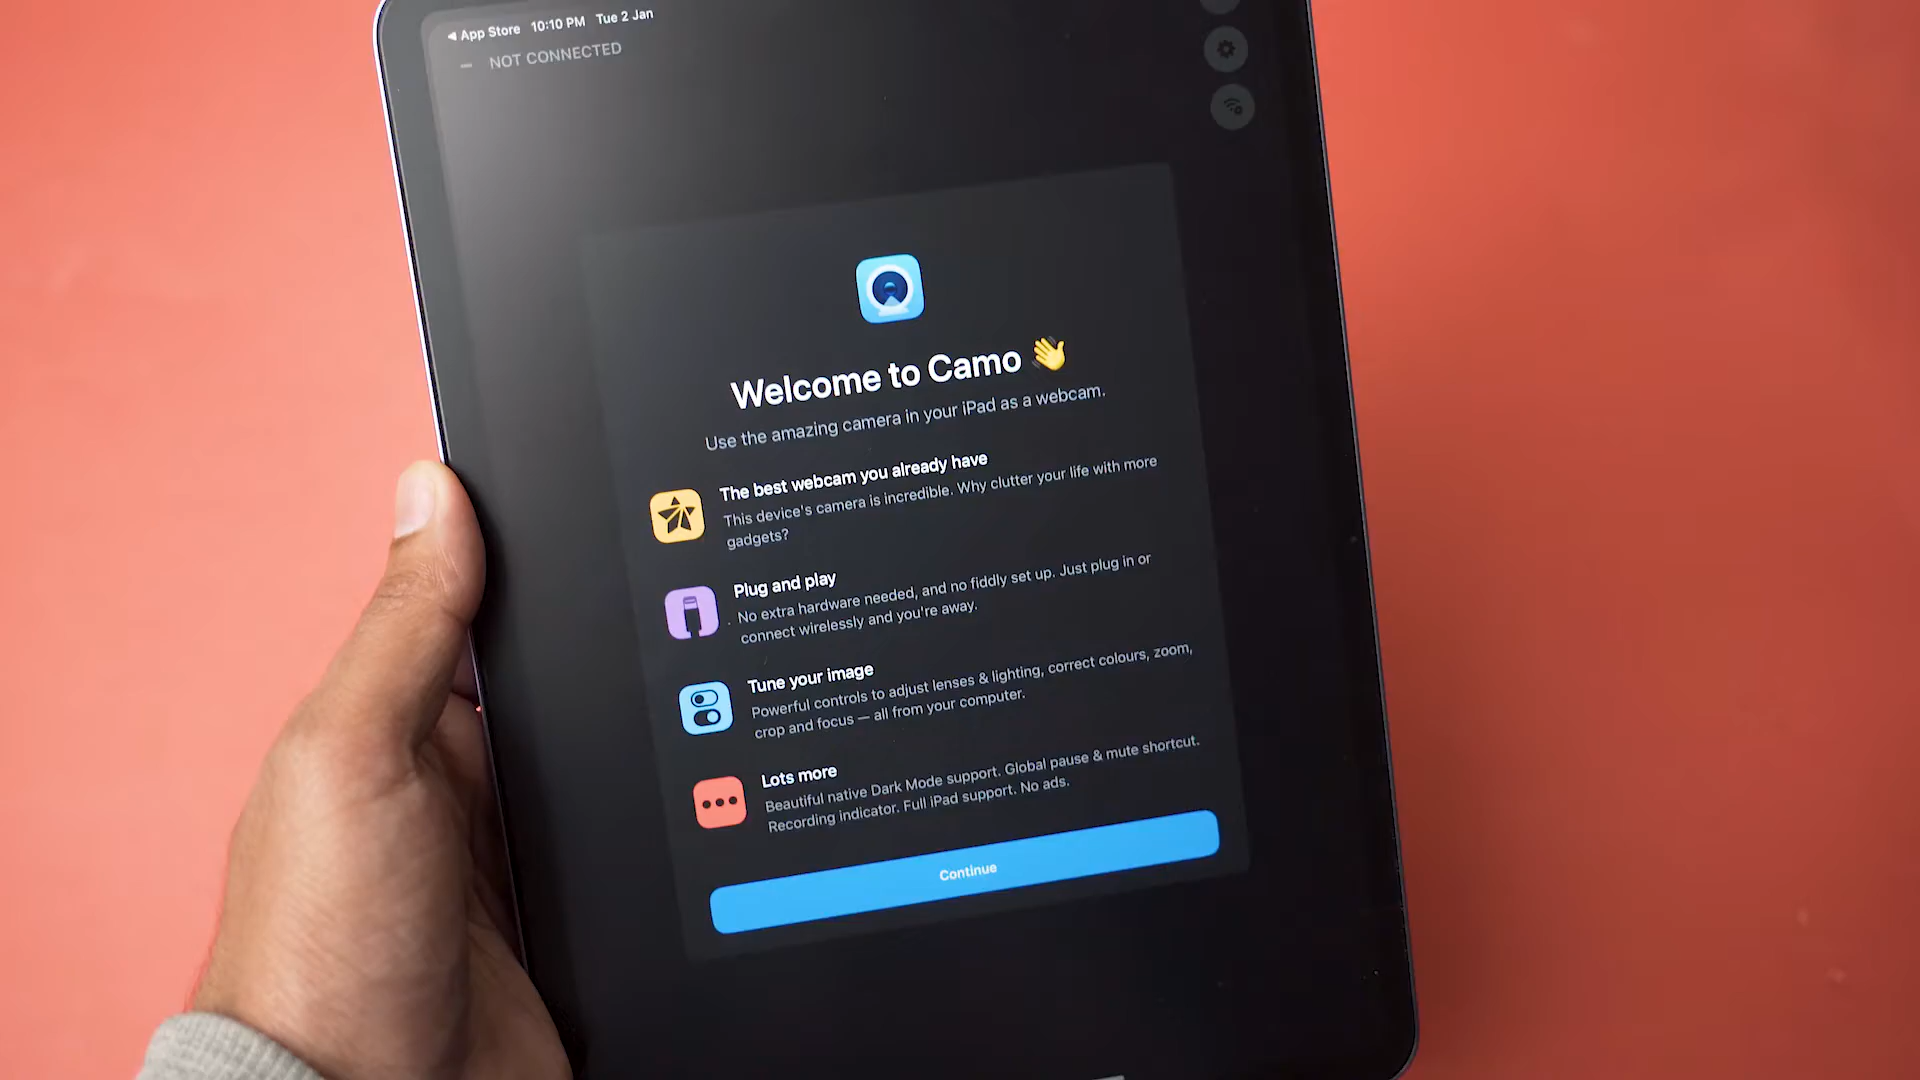 App Store 10:10 PM Tue 2 Jan
NOT CONNECTED
Welcome to Camo 👋
Use the amazing camera in your iPad as a webcam.
The best webcam you already have
This device's camera is incredible. Why clutter your life with more
gadgets?
Plug and play
No extra hardware needed, and no fiddly set up. Just plug in or
connect wirelessly and you're away.
Tune your image
Powerful controls to adjust lenses & lighting, correct colours, zoom,
crop and focus — all from your computer.
Lots more
Beautiful native Dark Mode support. Global pause & mute shortcut.
Recording indicator. Full iPad support. No ads.
Continue